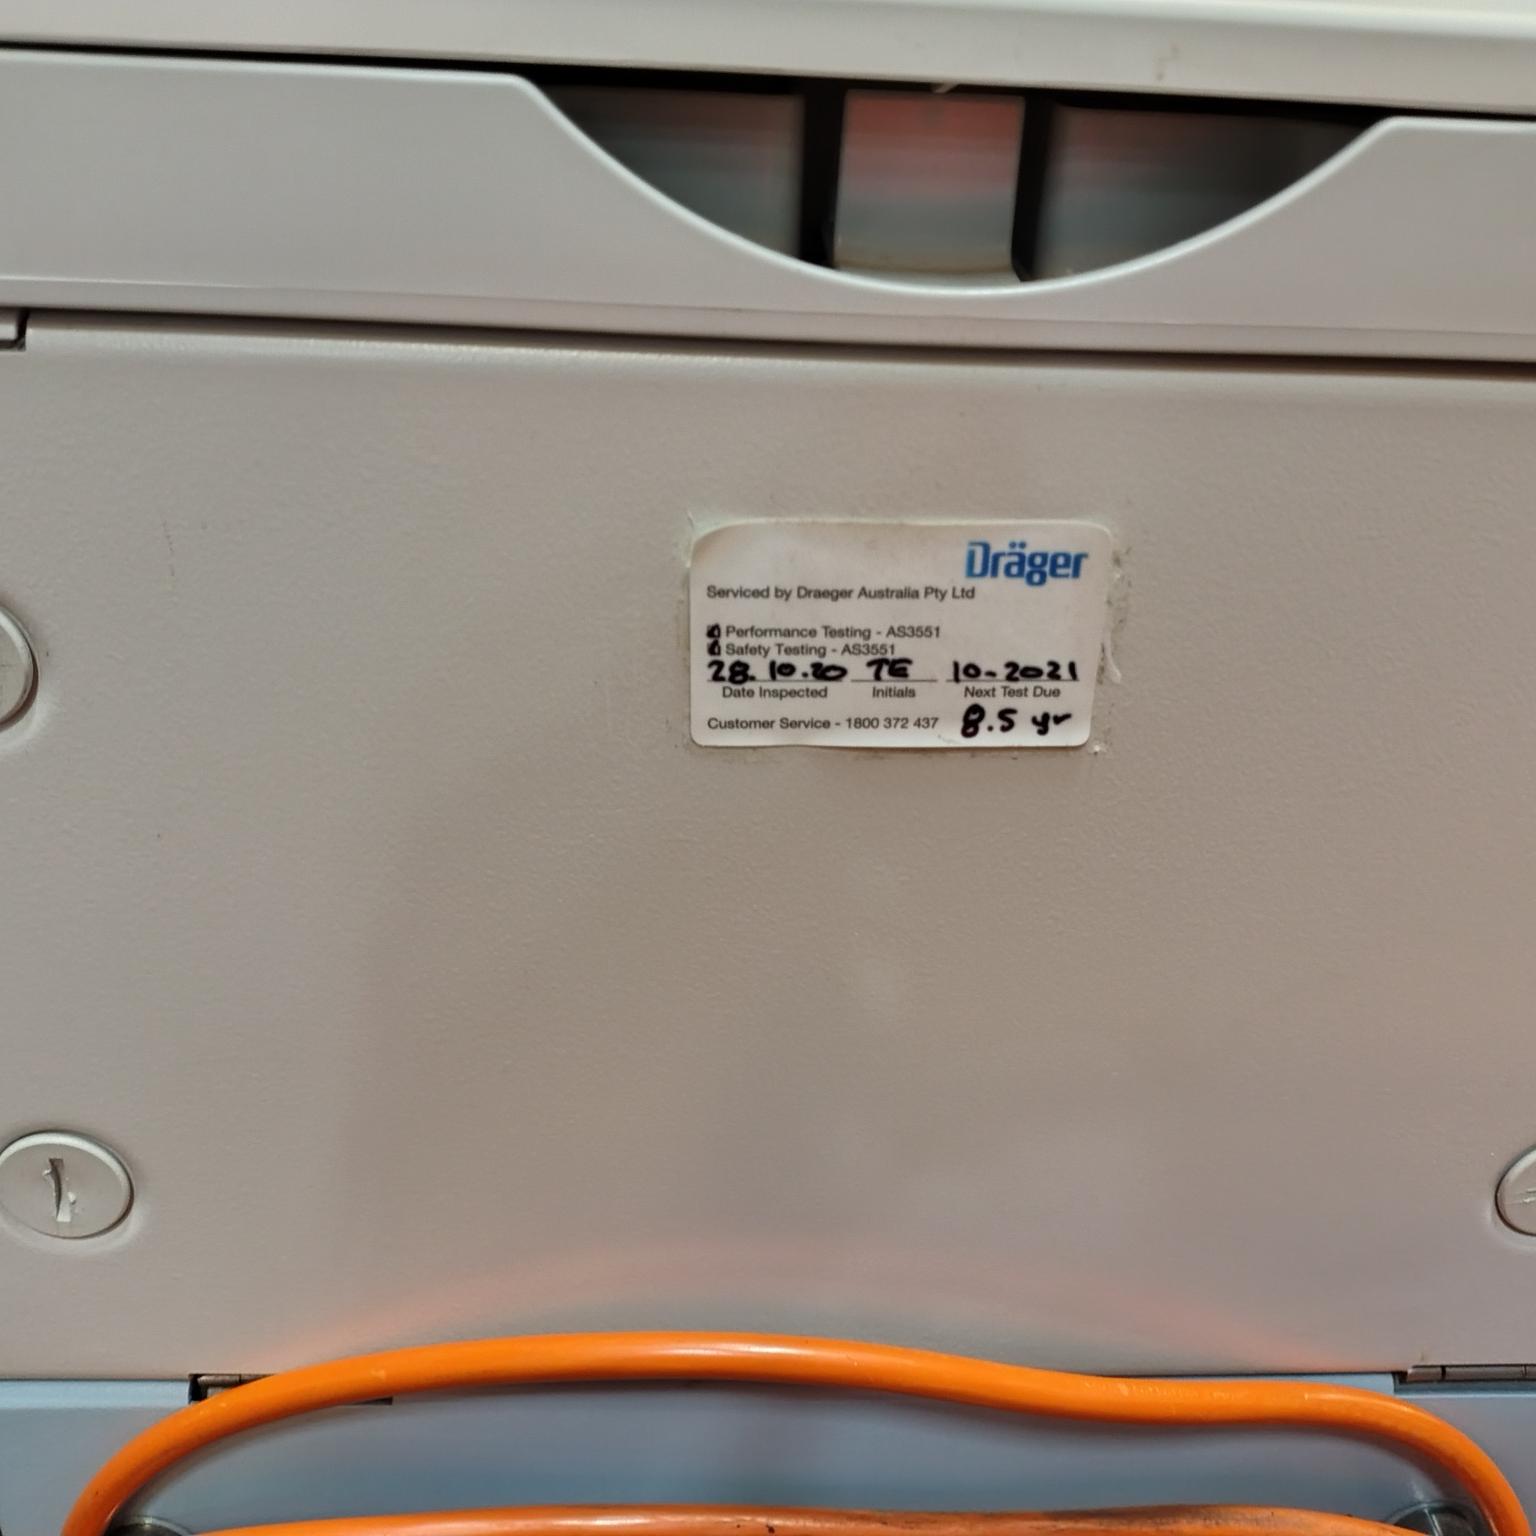 Dräger
Serviced by Draeger Australia Pty Ltd
Performance Testing - AS3551
Safety Testing - AS3551
28.10.20 TE 10-2021
Date Inspected Initials Next Test Due
Customer Service - 1800 372 437 8.5 yr